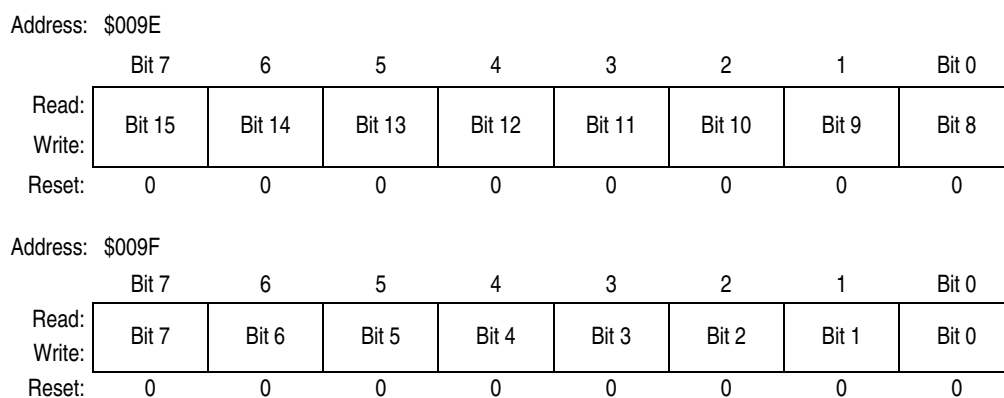 Address: $009E
Bit 7 6 5 4 3 2 1 Bit 0
Read:
Bit 15 Bit 14 Bit 13 Bit 12 Bit 11 Bit 10 Bit 9 Bit 8
Write:
Reset: 0 0 0 0 0 0 0 0
Address: $009F
Bit 7 6 5 4 3 2 1 Bit 0
Read:
Bit 7 Bit 6 Bit 5 Bit 4 Bit 3 Bit 2 Bit 1 Bit 0
Write:
Reset: 0 0 0 0 0 0 0 0